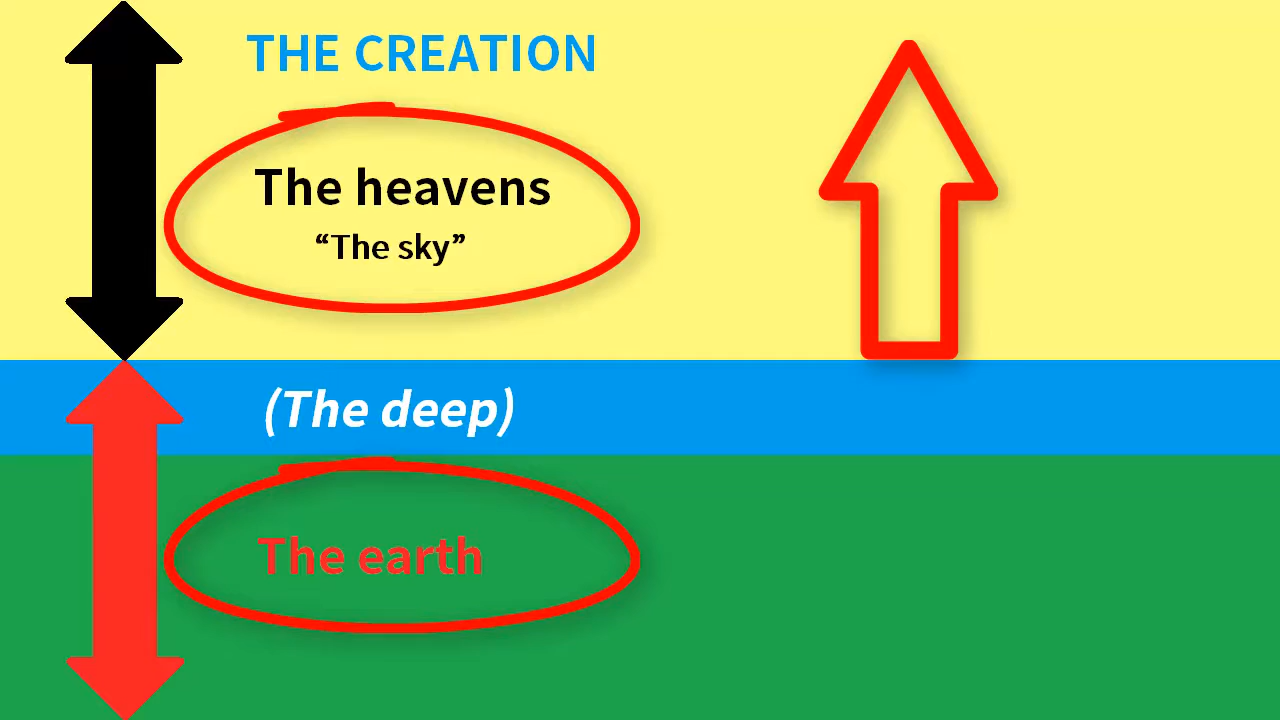 THE CREATION
The heavens
“The sky”
(The deep)
The earth